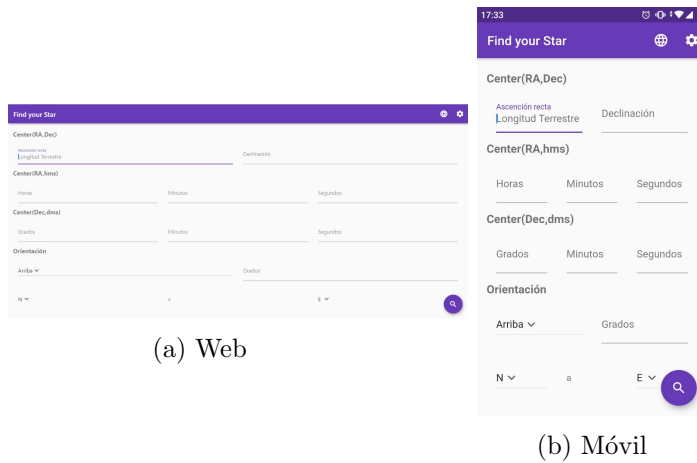 Find your Star
Center(RA,Dec)
Ascensión recta
Longitud Terrestre Declinación
Center(RA,hms)
Horas Minutos Segundos
Center(Dec,dms)
Grados Minutos Segundos
Orientación
Arriba Grados
N a E
(a) Web
17:33
Find your Star
Center(RA,Dec)
Ascensión recta
Longitud Terrestre Declinación
Center(RA,hms)
Horas Minutos Segundos
Center(Dec,dms)
Grados Minutos Segundos
Orientación
Arriba Grados
N a E
(b) Móvil